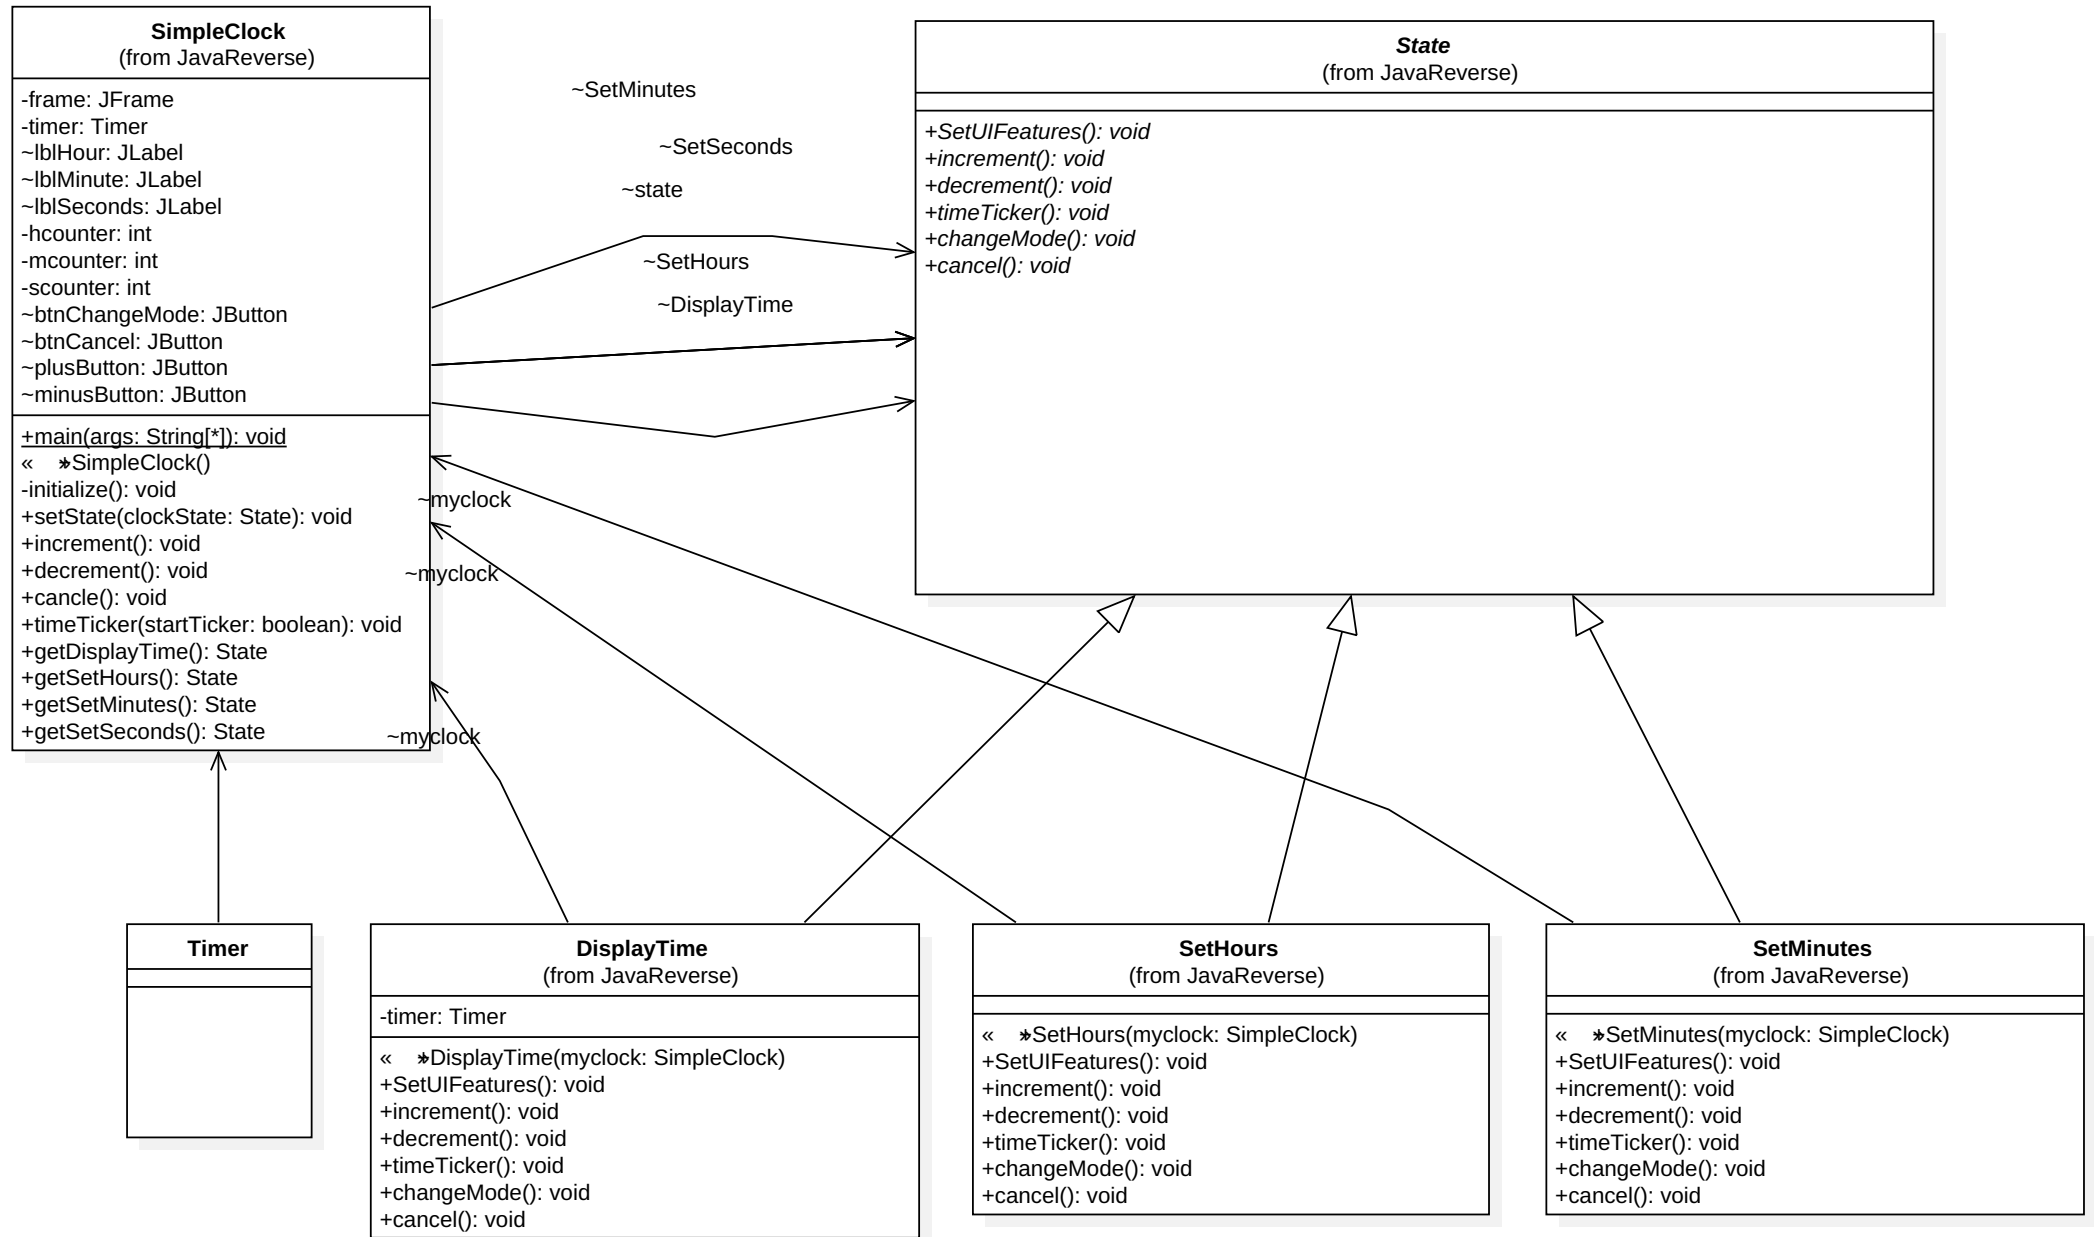 SimpleClock
(from JavaReverse)
-frame: JFrame
-timer: Timer
~lblHour: JLabel
~lblMinute: JLabel
~lblSeconds: JLabel
-hcounter: int
-mcounter: int
-scounter: int
~btnChangeMode: JButton
~btnCancel: JButton
~plusButton: JButton
~minusButton: JButton
+main(args: String[*]): void
« »+SimpleClock()
-initialize(): void
+setState(clockState: State): void
+increment(): void
+decrement(): void
+cancle(): void
+timeTicker(startTicker: boolean): void
+getDisplayTime(): State
+getSetHours(): State
+getSetMinutes(): State
+getSetSeconds(): State
~SetMinutes
~SetSeconds
~state
~SetHours
~DisplayTime
~myclock
~myclock
~myclock
State
(from JavaReverse)
+SetUIFeatures(): void
+increment(): void
+decrement(): void
+timeTicker(): void
+changeMode(): void
+cancel(): void
Timer
DisplayTime
(from JavaReverse)
-timer: Timer
« »+DisplayTime(myclock: SimpleClock)
+SetUIFeatures(): void
+increment(): void
+decrement(): void
+timeTicker(): void
+changeMode(): void
+cancel(): void
SetHours
(from JavaReverse)
« »+SetHours(myclock: SimpleClock)
+SetUIFeatures(): void
+increment(): void
+decrement(): void
+timeTicker(): void
+changeMode(): void
+cancel(): void
SetMinutes
(from JavaReverse)
« »+SetMinutes(myclock: SimpleClock)
+SetUIFeatures(): void
+increment(): void
+decrement(): void
+timeTicker(): void
+changeMode(): void
+cancel(): void